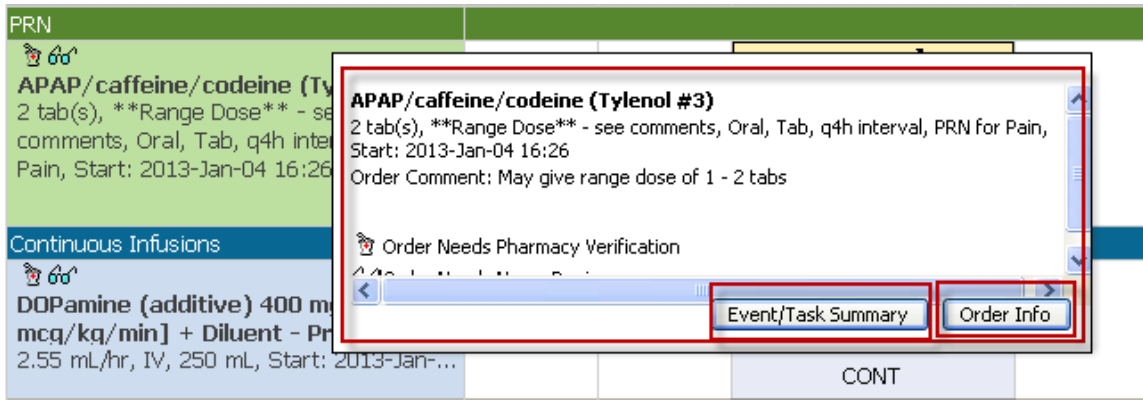 PRN
APAP/caffeine/codeine (Ty
2 tab(s), **Range Dose** - se
comments, Oral, Tab, q4h inter
Pain, Start: 2013-Jan-04 16:26
APAP/caffeine/codeine (Tylenol #3)
2 tab(s), **Range Dose** - see comments, Oral, Tab, q4h interval, PRN for Pain,
Start: 2013-Jan-04 16:26
Order Comment: May give range dose of 1 - 2 tabs
Order Needs Pharmacy Verification
Event/Task Summary
Order Info
Continuous Infusions
DOPamine (additive) 400 m
mcg/kg/min] + Diluent - Pr
2.55 mL/hr, IV, 250 mL, Start: 2013-Jan-...
CONT